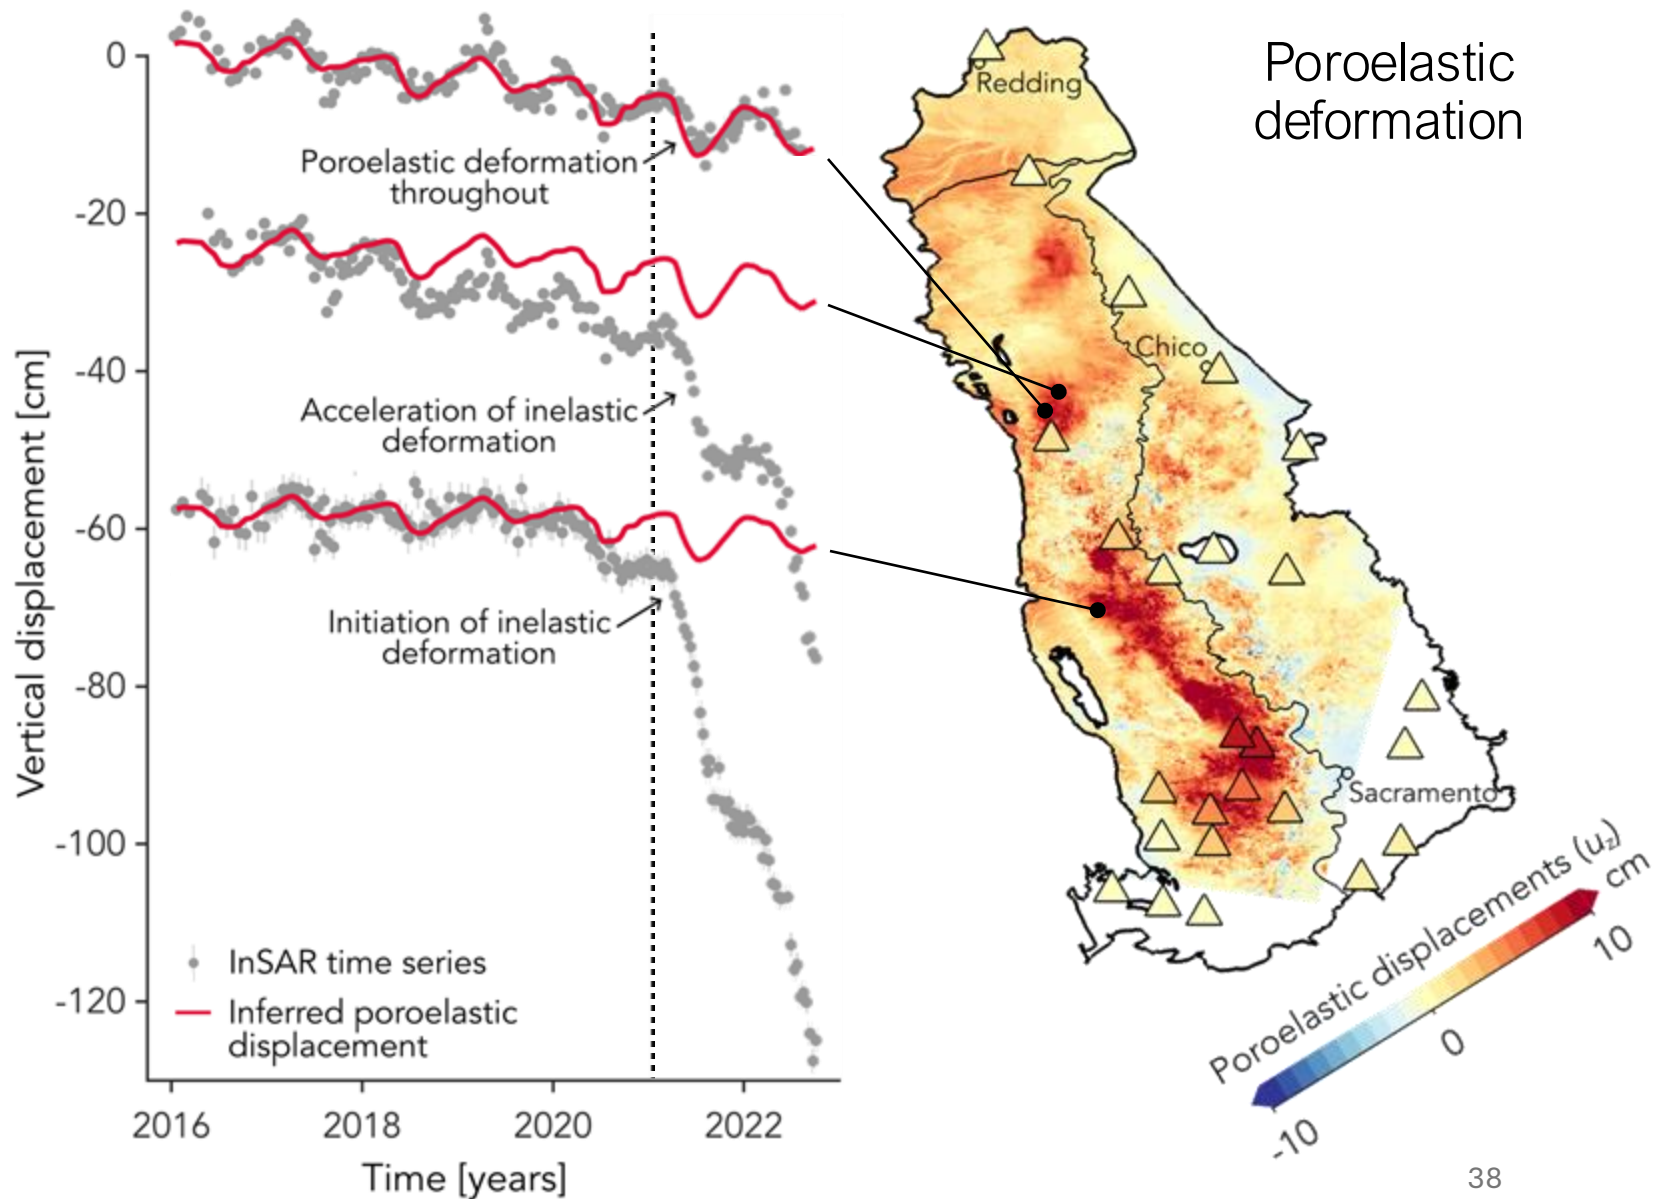 Poroelastic
deformation
0
-20
-40
-60
-80
-100
-120
Vertical displacement [cm]
Poroelastic deformation
throughout
Acceleration of inelastic
deformation
Initiation of inelastic
deformation
InSAR time series
Inferred poroelastic
displacement
2016
2018
2020
2022
Time [years]
Redding
Chico
Sacramento
Poroelastic displacements (u_z)
cm
-10
0
10
38